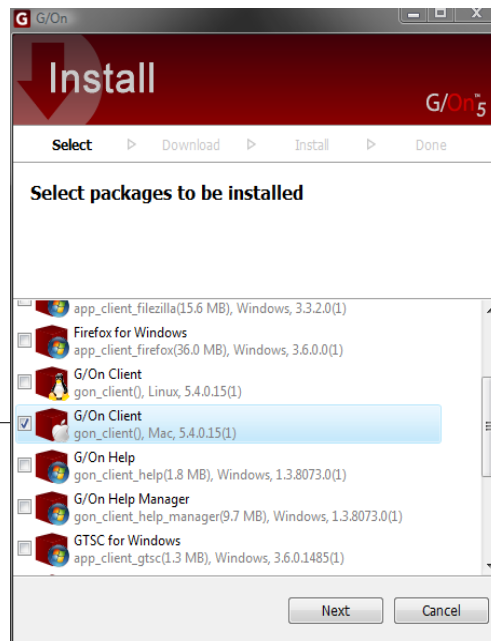 G G/On
Install
G/On™5
Select Download Install Done
Select packages to be installed
app_client_filezilla(15.6 MB), Windows, 3.3.2.0(1)
Firefox for Windows
app_client_firefox(36.0 MB), Windows, 3.6.0.0(1)
G/On Client
gon_client(), Linux, 5.4.0.15(1)
G/On Client
gon_client(), Mac, 5.4.0.15(1)
G/On Help
gon_client_help(1.8 MB), Windows, 1.3.8073.0(1)
G/On Help Manager
gon_client_help_manager(9.7 MB), Windows, 1.3.8073.0(1)
GTSC for Windows
app_client_gtsc(1.3 MB), Windows, 3.6.0.1485(1)
Next Cancel